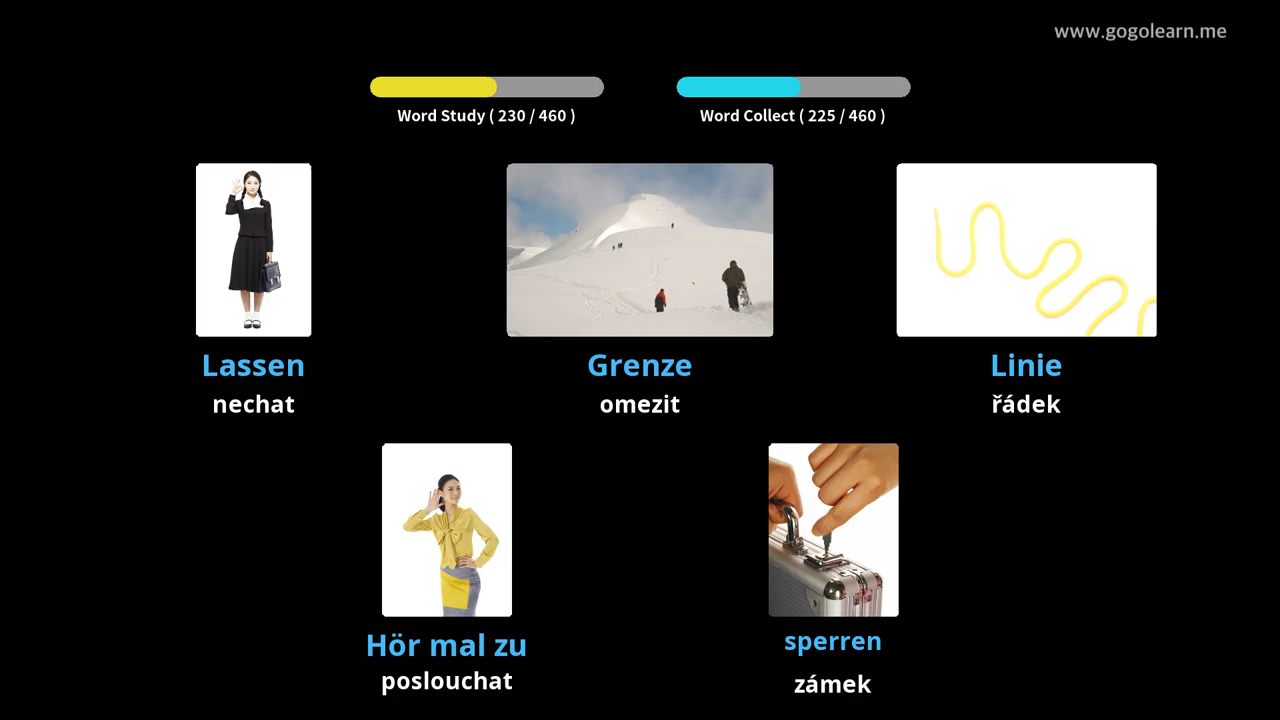 www.gogolearn.me
Word Study ( 230 / 460 )
Word Collect ( 225 / 460 )
Lassen
nechat
Grenze
omezit
Linie
řádek
Hör mal zu
poslouchat
sperren
zámek